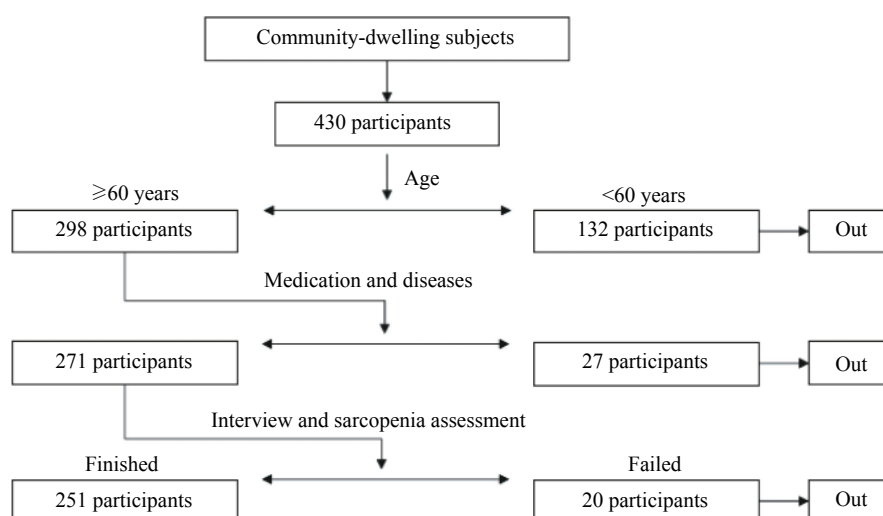 Community-dwelling subjects
430 participants
Age
⩾60 years
<60 years
298 participants
132 participants
Out
Medication and diseases
271 participants
27 participants
Out
Interview and sarcopenia assessment
Finished
Failed
251 participants
20 participants
Out